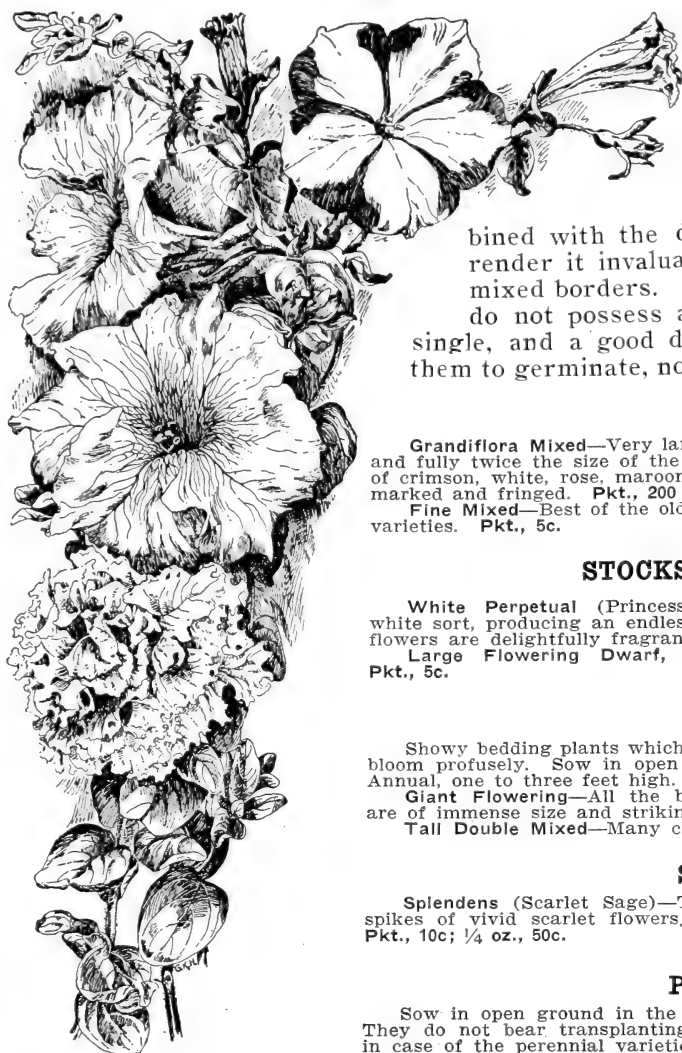 bined with the
render it invalua
mixed borders.
do not possess a
single, and a good d
them to germinate, no
Grandiflora Mixed—Very lar
and fully twice the size of the
of crimson, white, rose, maroon
marked and fringed. Pkt., 200
Fine Mixed—Best of the old
varieties. Pkt., 5c.
STOCKS
White Perpetual (Princess
white sort, producing an endles
flowers are delightfully fragran
Large Flowering Dwarf,
Pkt., 5c.
Showy bedding plants which
bloom profusely. Sow in open
Annual, one to three feet high.
Giant Flowering—All the b
are of immense size and strikin
Tall Double Mixed—Many c
S
Splendens (Scarlet Sage)—T
spikes of vivid scarlet flowers,
Pkt., 10c; ¼ oz., 50c.
P
Sow in open ground in the
They do not bear transplanting
in case of the perennial varietie
G.K.H.